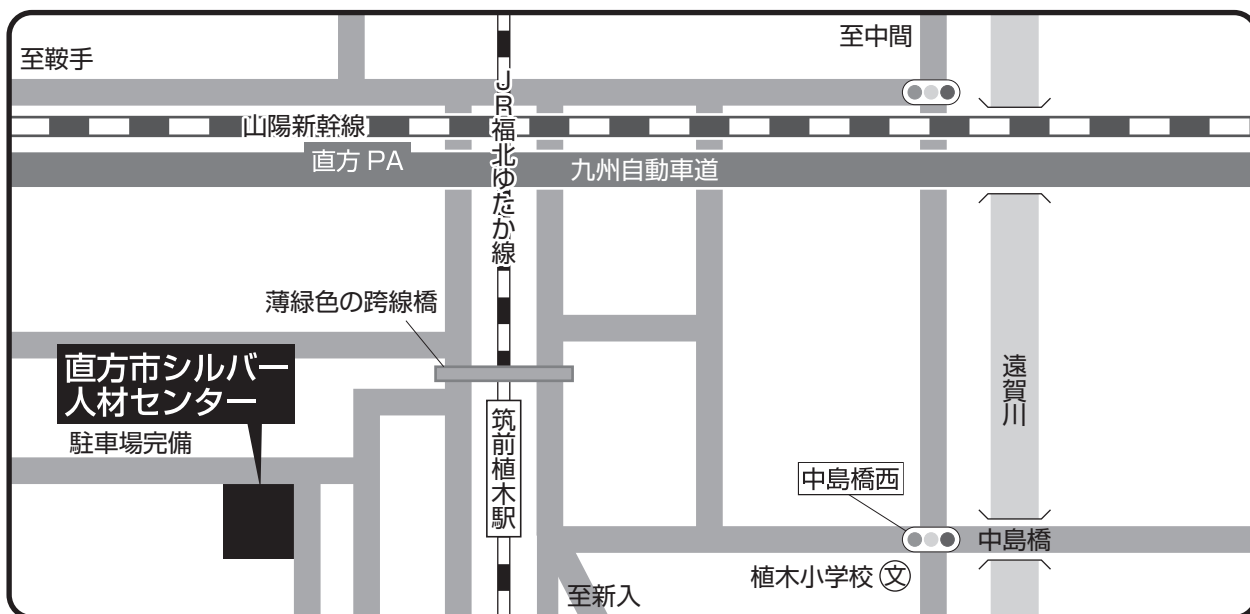 至中間
至鞍手
JR福北ゆたか線
山陽新幹線
直方 PA
九州自動車道
薄緑色の跨線橋
直方市シルバー
人材センター
駐車場完備
筑前植木駅
遠賀川
中島橋西
中島橋
植木小学校 文
至新入